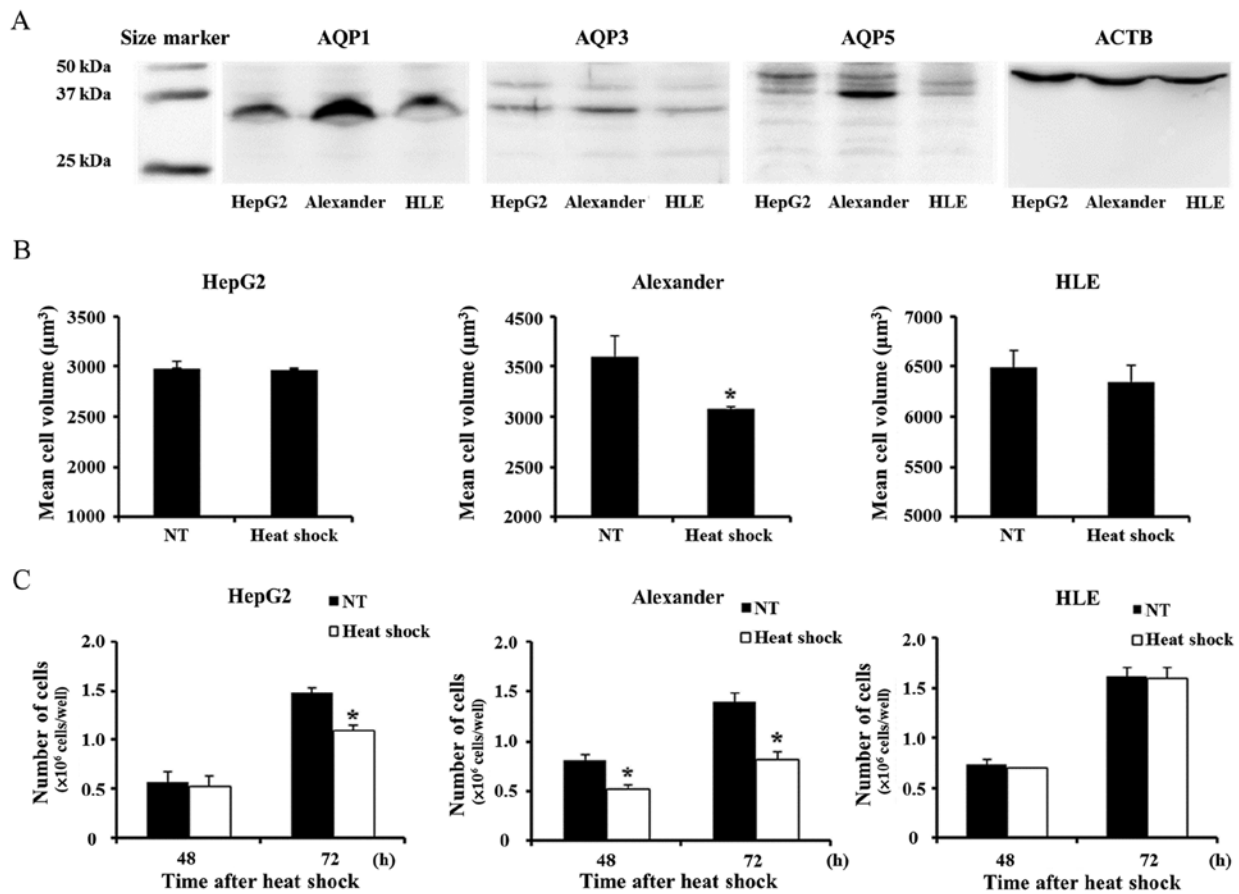 A
Size marker AQP1 AQP3 AQP5 ACTB
50 kDa
37 kDa
25 kDa
HepG2 Alexander HLE HepG2 Alexander HLE HepG2 Alexander HLE HepG2 Alexander HLE
B
HepG2 Alexander HLE
Mean cell volume (μm³)
3500
3000
2500
2000
1000
NT Heat shock
Mean cell volume (μm³)
4500
3500
3000
2500
2000
*
NT Heat shock
Mean cell volume (μm³)
7000
6500
6000
5500
5000
NT Heat shock
C
HepG2
NT
Heat shock
Number of cells
(×10⁶ cells/well)
2.0
1.5
1.0
0.5
0
*
48 72 (h)
Time after heat shock
Alexander
NT
Heat shock
Number of cells
(×10⁶ cells/well)
2.0
1.5
1.0
0.5
0
* *
48 72 (h)
Time after heat shock
HLE
NT
Heat shock
Number of cells
(×10⁶ cells/well)
2.0
1.5
1.0
0.5
0
48 72 (h)
Time after heat shock